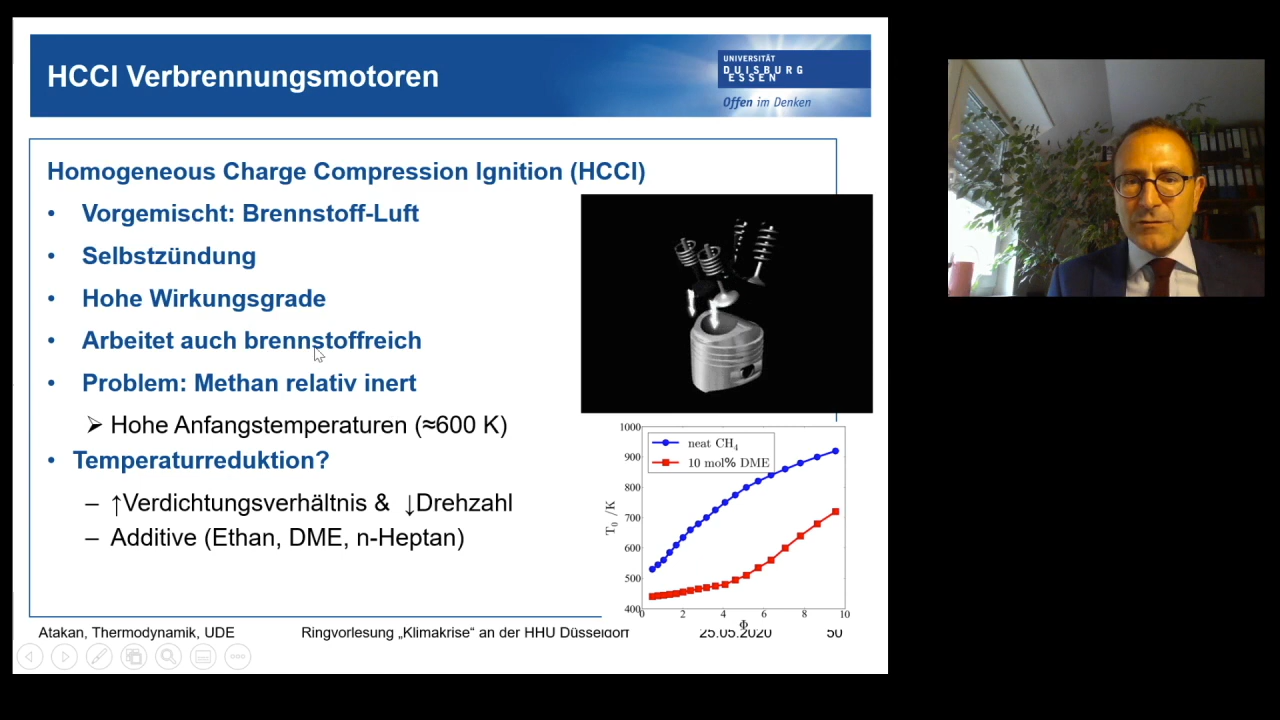 HCCI Verbrennungsmotoren
UNIVERSITÄT
DUISBURG
ESSEN
Offen im Denken
Homogeneous Charge Compression Ignition (HCCI)
• Vorgemischt: Brennstoff-Luft
• Selbstzündung
• Hohe Wirkungsgrade
• Arbeitet auch brennstoffreich
• Problem: Methan relativ inert
➢ Hohe Anfangstemperaturen (≈600 K)
• Temperaturreduktion?
– ↑Verdichtungsverhältnis & ↓Drehzahl
– Additive (Ethan, DME, n-Heptan)
1000
900
800
700
600
500
400
T₀ /K
neat CH₄
10 mol% DME
0 2 4 6 8 10
Φ
Atakan, Thermodynamik, UDE
Ringvorlesung „Klimakrise“ an der HHU Düsseldorf
25.05.2020
50